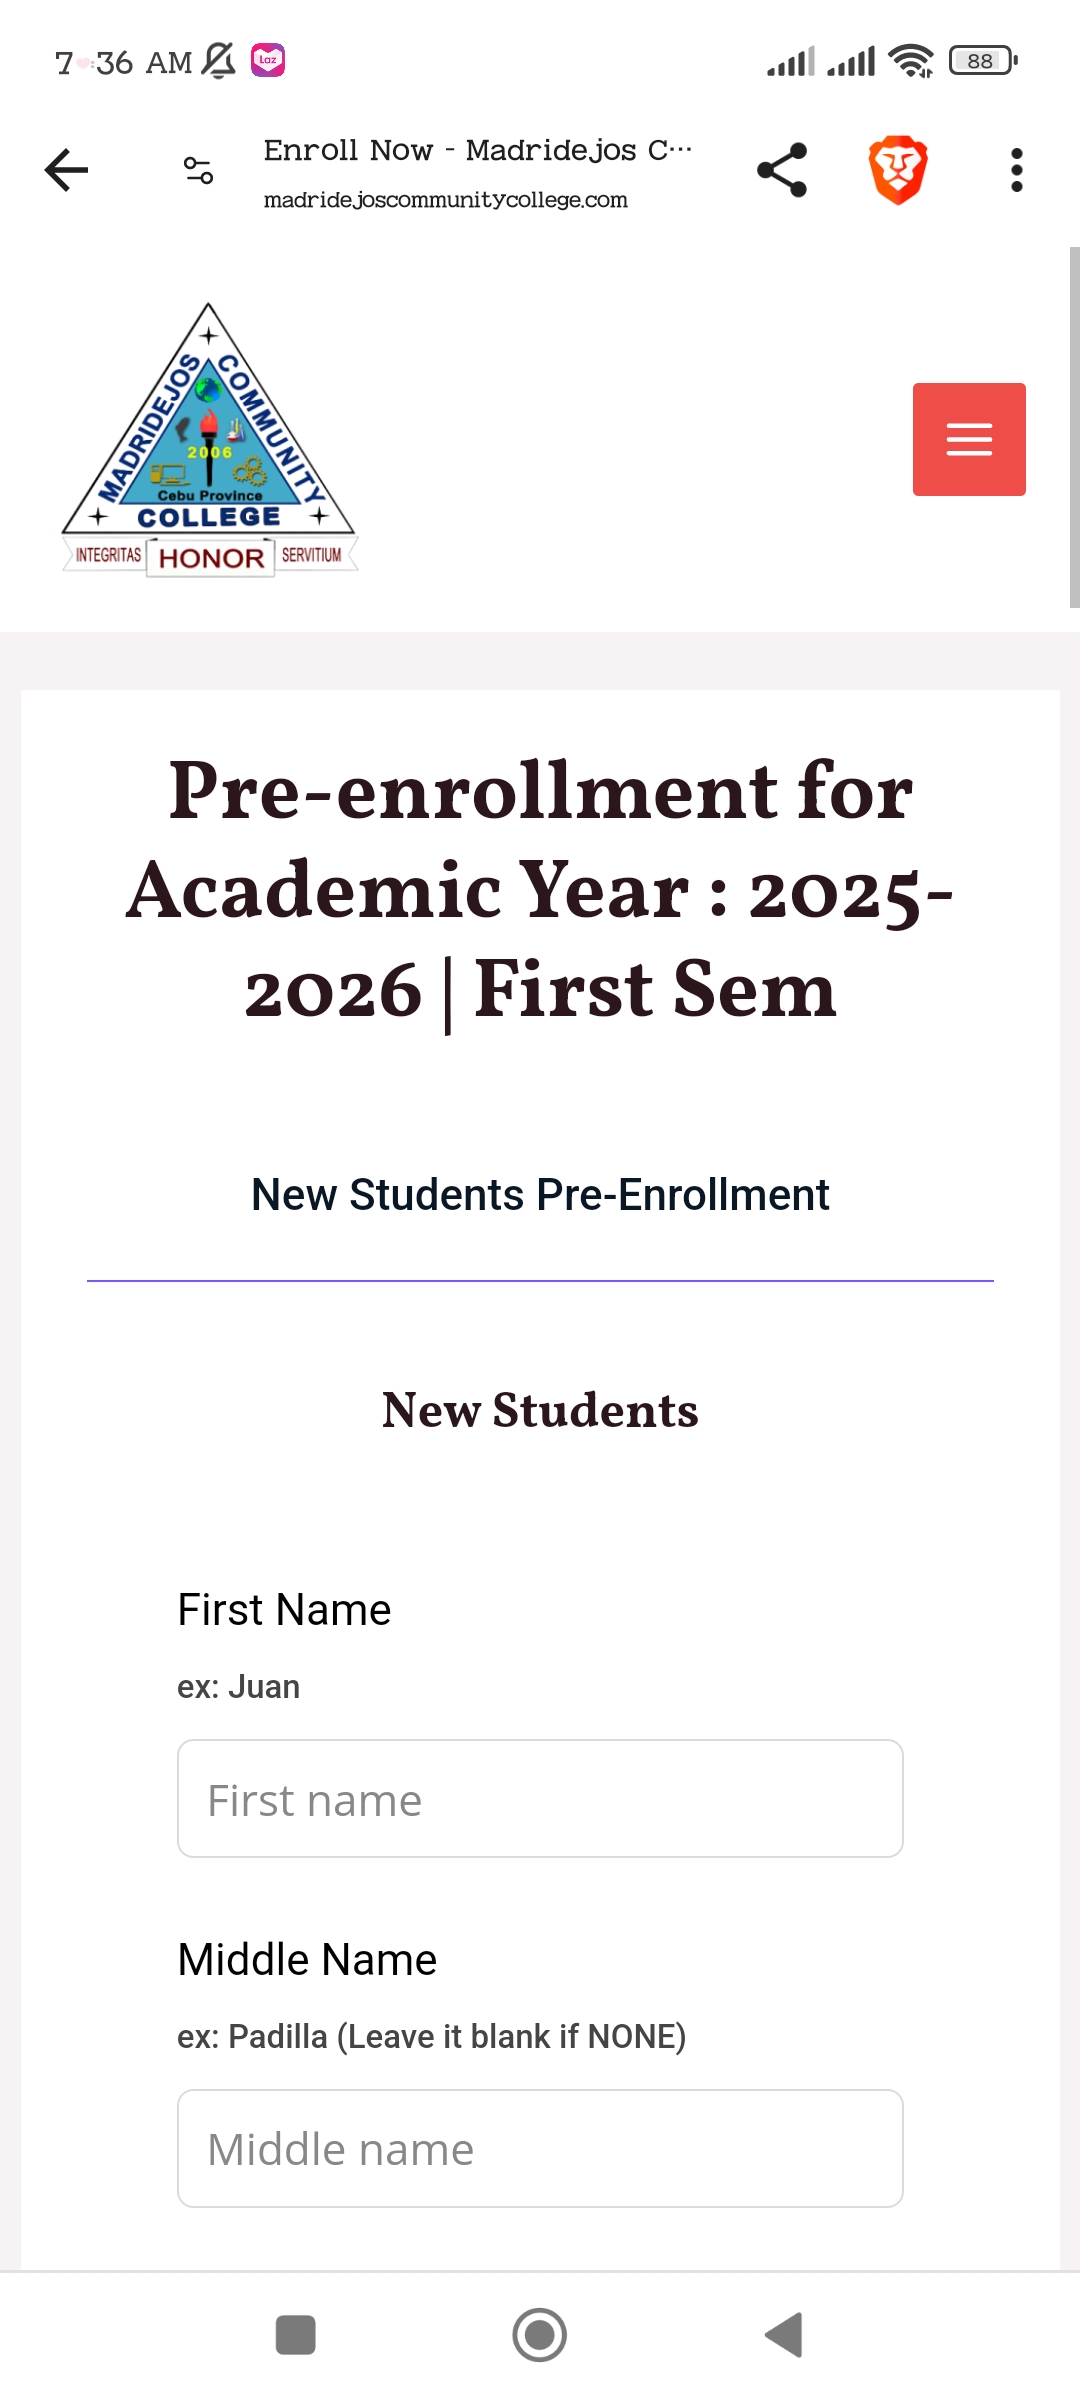 7:36 AM
Laz
88
Enroll Now - Madridejos C...
madridejoscommunitycollege.com
MADRIDEJOS COMMUNITY
2006
Cebu Province
COLLEGE
INTEGRITAS HONOR SERVITIUM
Pre-enrollment for
Academic Year : 2025-
2026 | First Sem
New Students Pre-Enrollment
New Students
First Name
ex: Juan
First name
Middle Name
ex: Padilla (Leave it blank if NONE)
Middle name